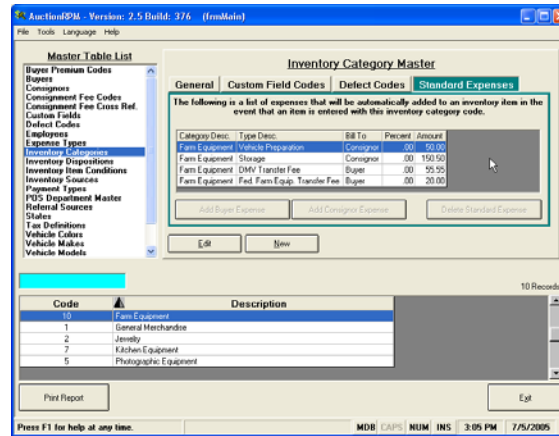 AuctionRPM - Version: 2.5 Build: 376 (frmMain)
File Tools Language Help
Master Table List
Buyer Premium Codes
Buyers
Consignors
Consignment Fee Codes
Consignment Fee Cross Ref.
Custom Fields
Defect Codes
Employees
Expense Types
Inventory Categories
Inventory Dispositions
Inventory Item Conditions
Inventory Sources
Payment Types
POS Department Master
Referral Sources
States
Tax Definitions
Vehicle Colors
Vehicle Makes
Vehicle Models
Inventory Category Master
General Custom Field Codes Defect Codes Standard Expenses
The following is a list of expenses that will be automatically added to an inventory item in the
event that an item is entered with this inventory category code.
Category Desc. Type Desc. Bill To Percent Amount
Farm Equipment Vehicle Preparation Consignor .00 50.00
Farm Equipment Storage Consignor .00 150.50
Farm Equipment DMV Transfer Fee Buyer .00 55.55
Farm Equipment Fed. Farm Equip. Transfer Fee Buyer .00 20.00
Add Buyer Expense Add Consignor Expense Delete Standard Expense
Edit New
10 Records
Code Description
10 Farm Equipment
1 General Merchandise
2 Jewelry
7 Kitchen Equipment
5 Photographic Equipment
Print Report Exit
Press F1 for help at any time. MDB CAPS NUM INS 3:05 PM 7/5/2005